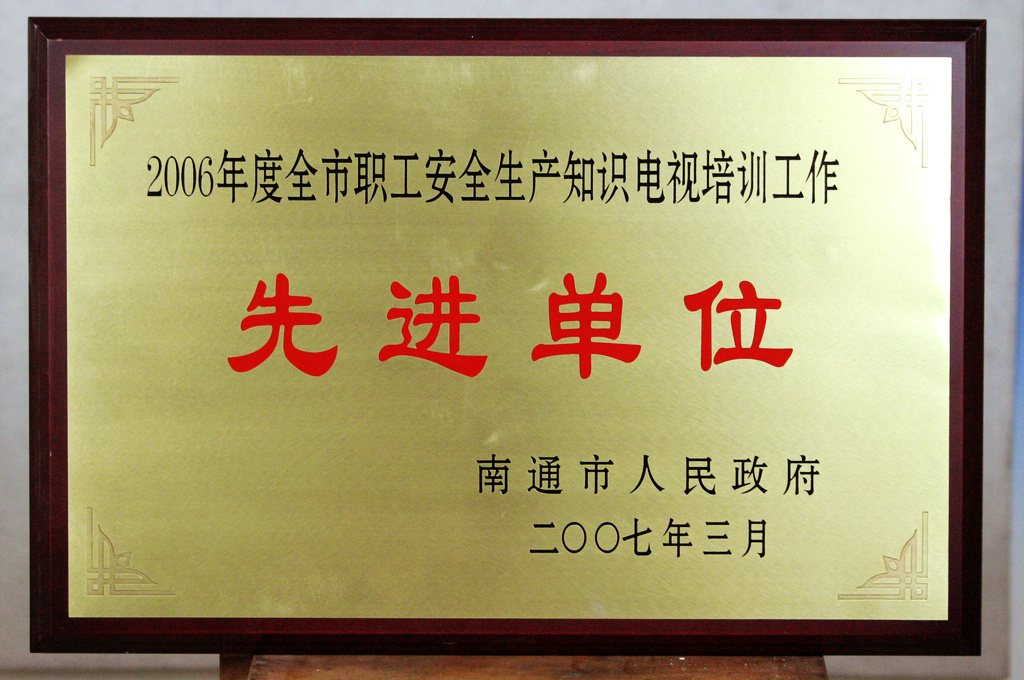 2006年度全市职工安全生产知识电视培训工作
先进单位
南通市人民政府
二〇〇七年三月